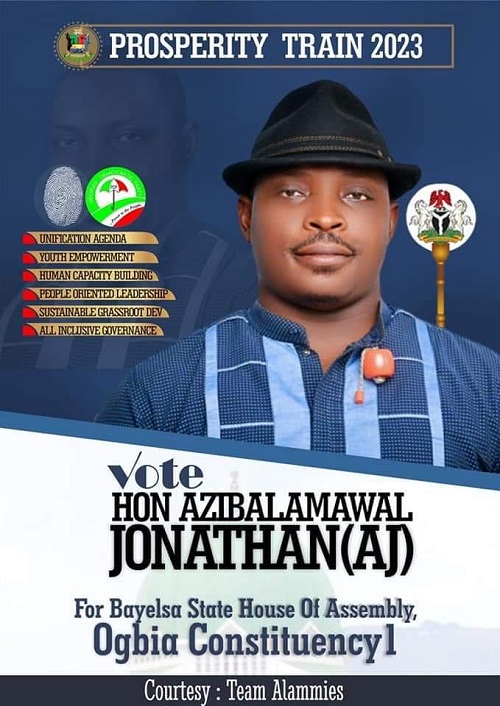 PROSPERITY TRAIN 2023
UNIFICATION AGENDA
YOUTH EMPOWERMENT
HUMAN CAPACITY BUILDING
PEOPLE ORIENTED LEADERSHIP
SUSTAINABLE GRASSROOT DEV
ALL INCLUSIVE GOVERNANCE
vote
HON AZIBALAMAWAL
JONATHAN(AJ)
For Bayelsa State House Of Assembly,
Ogbia Constituency1
Courtesy : Team Alammies